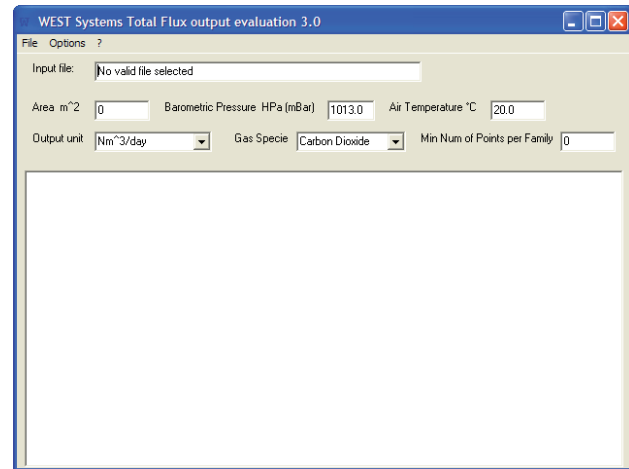 WEST Systems Total Flux output evaluation 3.0
File Options ?
Input file: No valid file selected
Area m^2 0 Barometric Pressure HPa (mBar) 1013.0 Air Temperature °C 20.0
Output unit Nm^3/day Gas Specie Carbon Dioxide Min Num of Points per Family 0